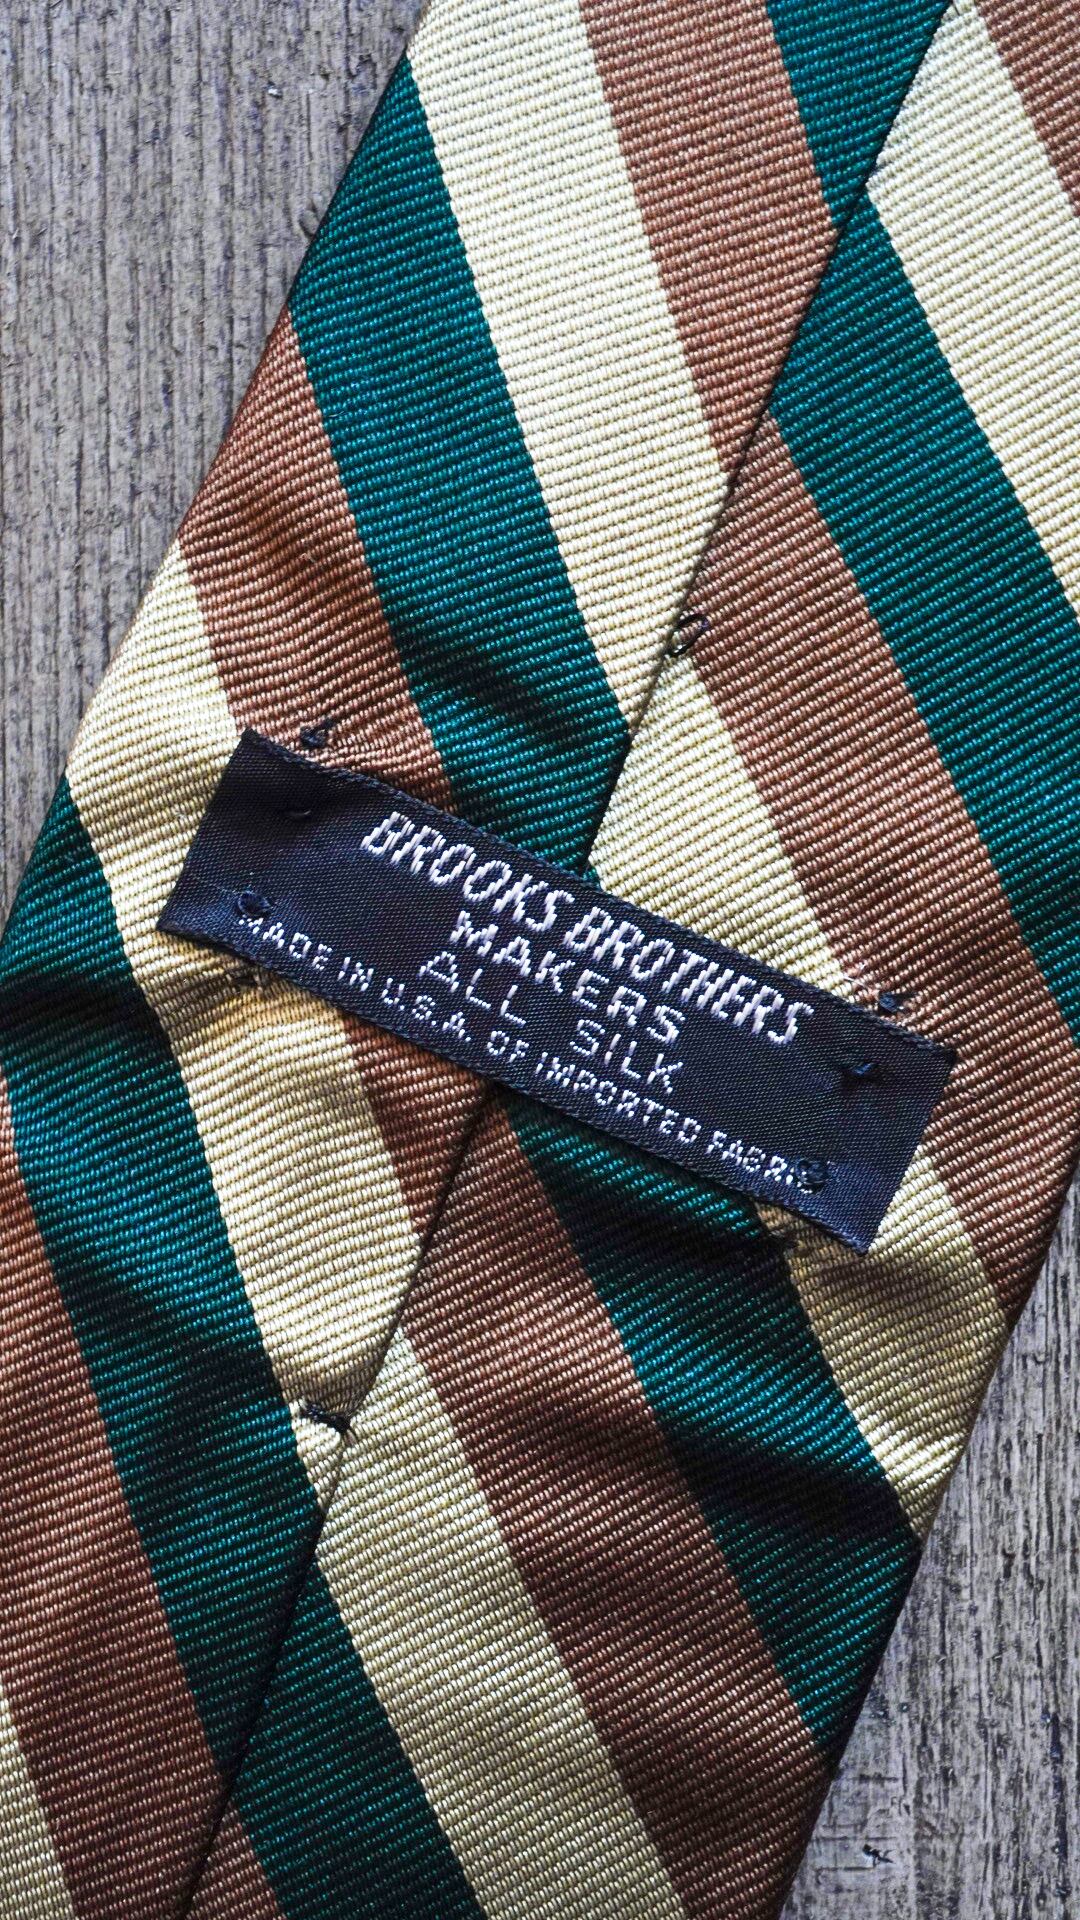 BROOKS BROTHERS
MAKERS
ALL SILK
MADE IN U.S.A. OF IMPORTED FABRIC